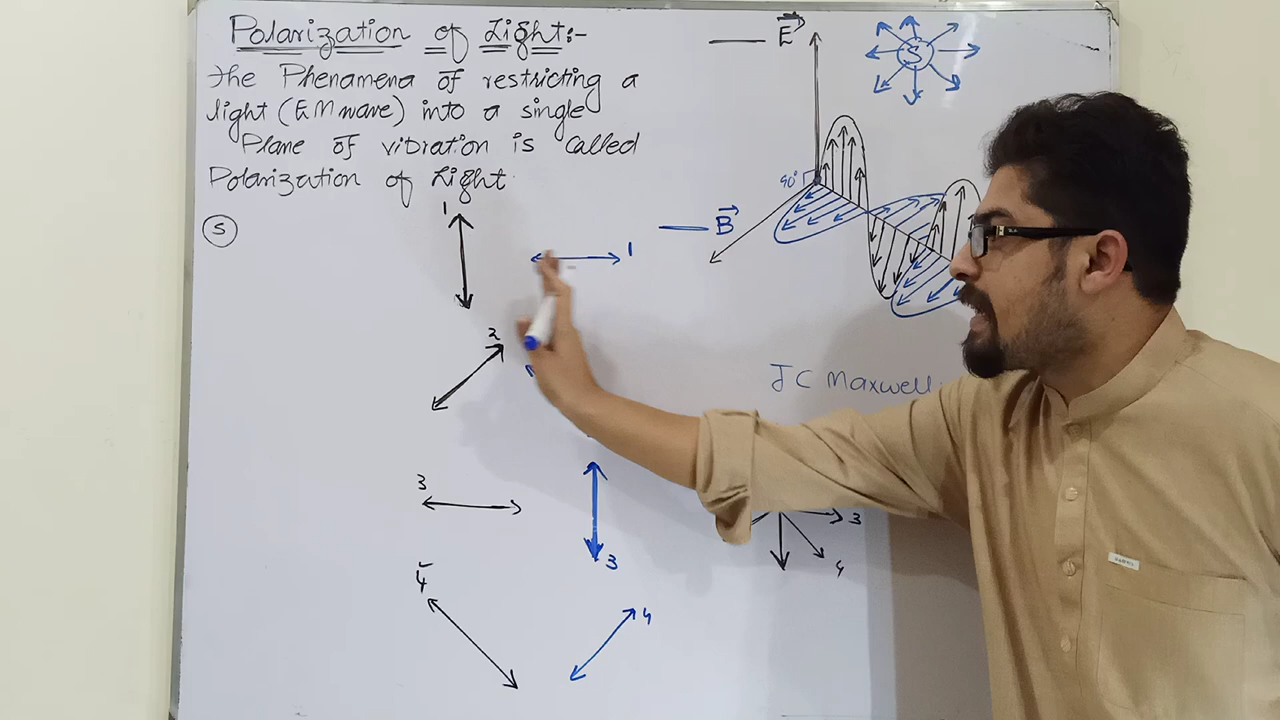 Polarization of Light:-
the Phenamena of restricting a
light (EM wave) into a single
Plane of vibration is called
Polarization of Light
S
1
2
3
4
1
3
4
E
S
90°
B
J C Maxwell
3
4